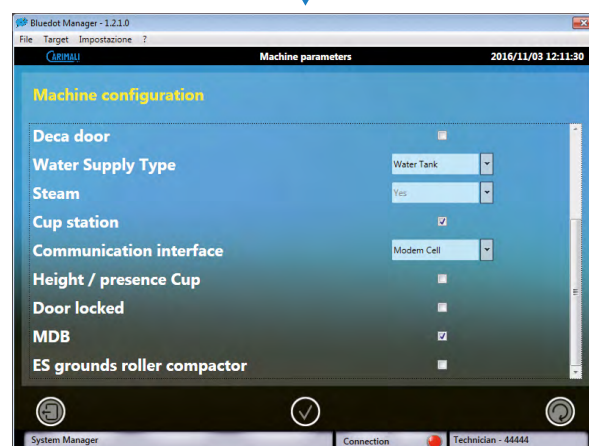 Bluedot Manager - 1.2.1.0
File Target Impostazione ?
CARIMALI Machine parameters 2016/11/03 12:11:30
Machine configuration
Deca door
Water Supply Type Water Tank
Steam Yes
Cup station
Communication interface Modem Cell
Height / presence Cup
Door locked
MDB
ES grounds roller compactor
System Manager Connection Technician - 44444